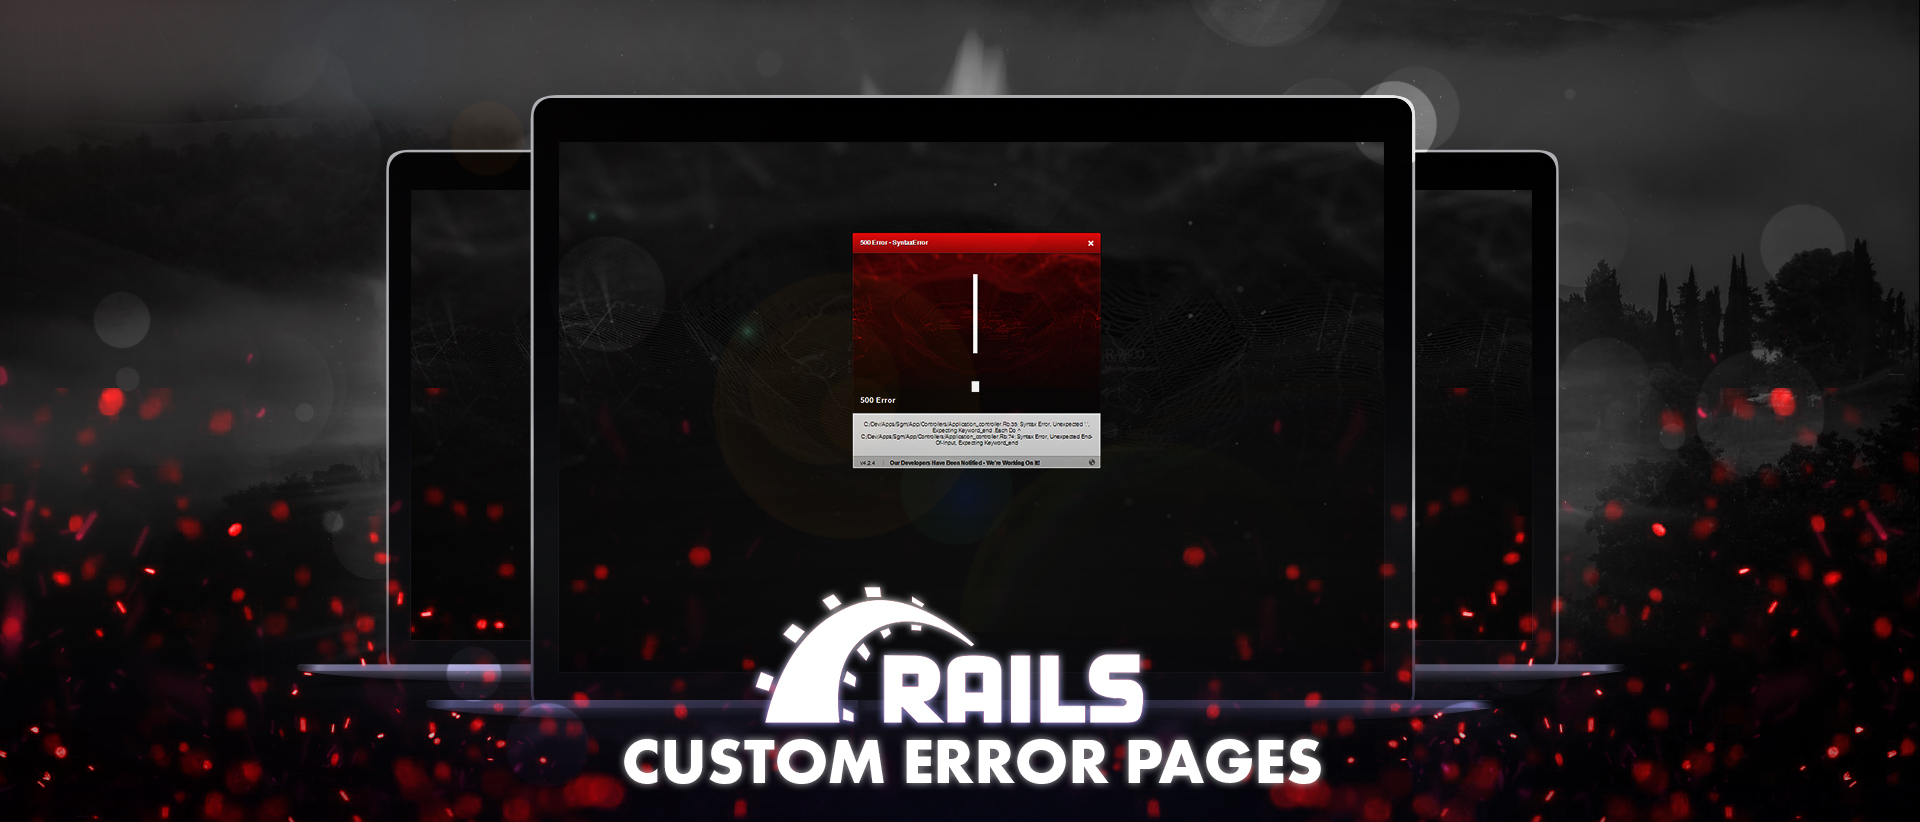 500 Error - SyntaxError
500 Error
C:/Dev/Apps/Sgm/App/Controllers/Application_controller.Rb:39: Syntax Error, Unexpected '.',
Expecting Keyword_end .Each Do ^
C:/Dev/Apps/Sgm/App/Controllers/Application_controller.Rb:74: Syntax Error, Unexpected End-
Of-Input, Expecting Keyword_end
v4.2.4 Our Developers Have Been Notified - We're Working On It!
RAILS
CUSTOM ERROR PAGES